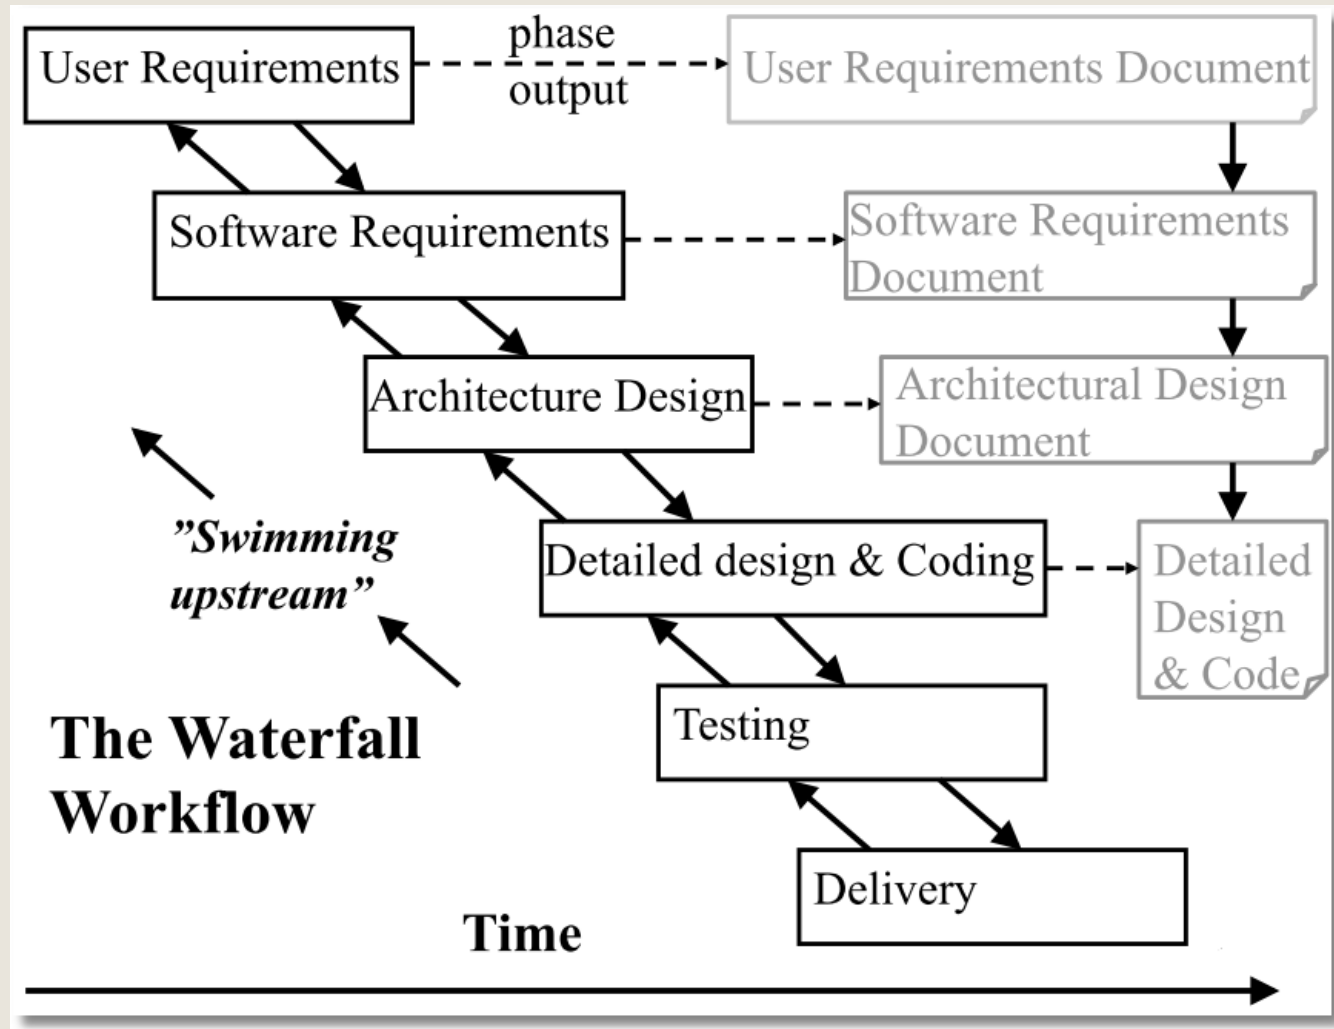 User Requirements
phase
output
User Requirements Document
Software Requirements
Software Requirements
Document
Architecture Design
Architectural Design
Document
”Swimming
upstream”
Detailed design & Coding
Detailed
Design
& Code
Testing
The Waterfall
Workflow
Delivery
Time